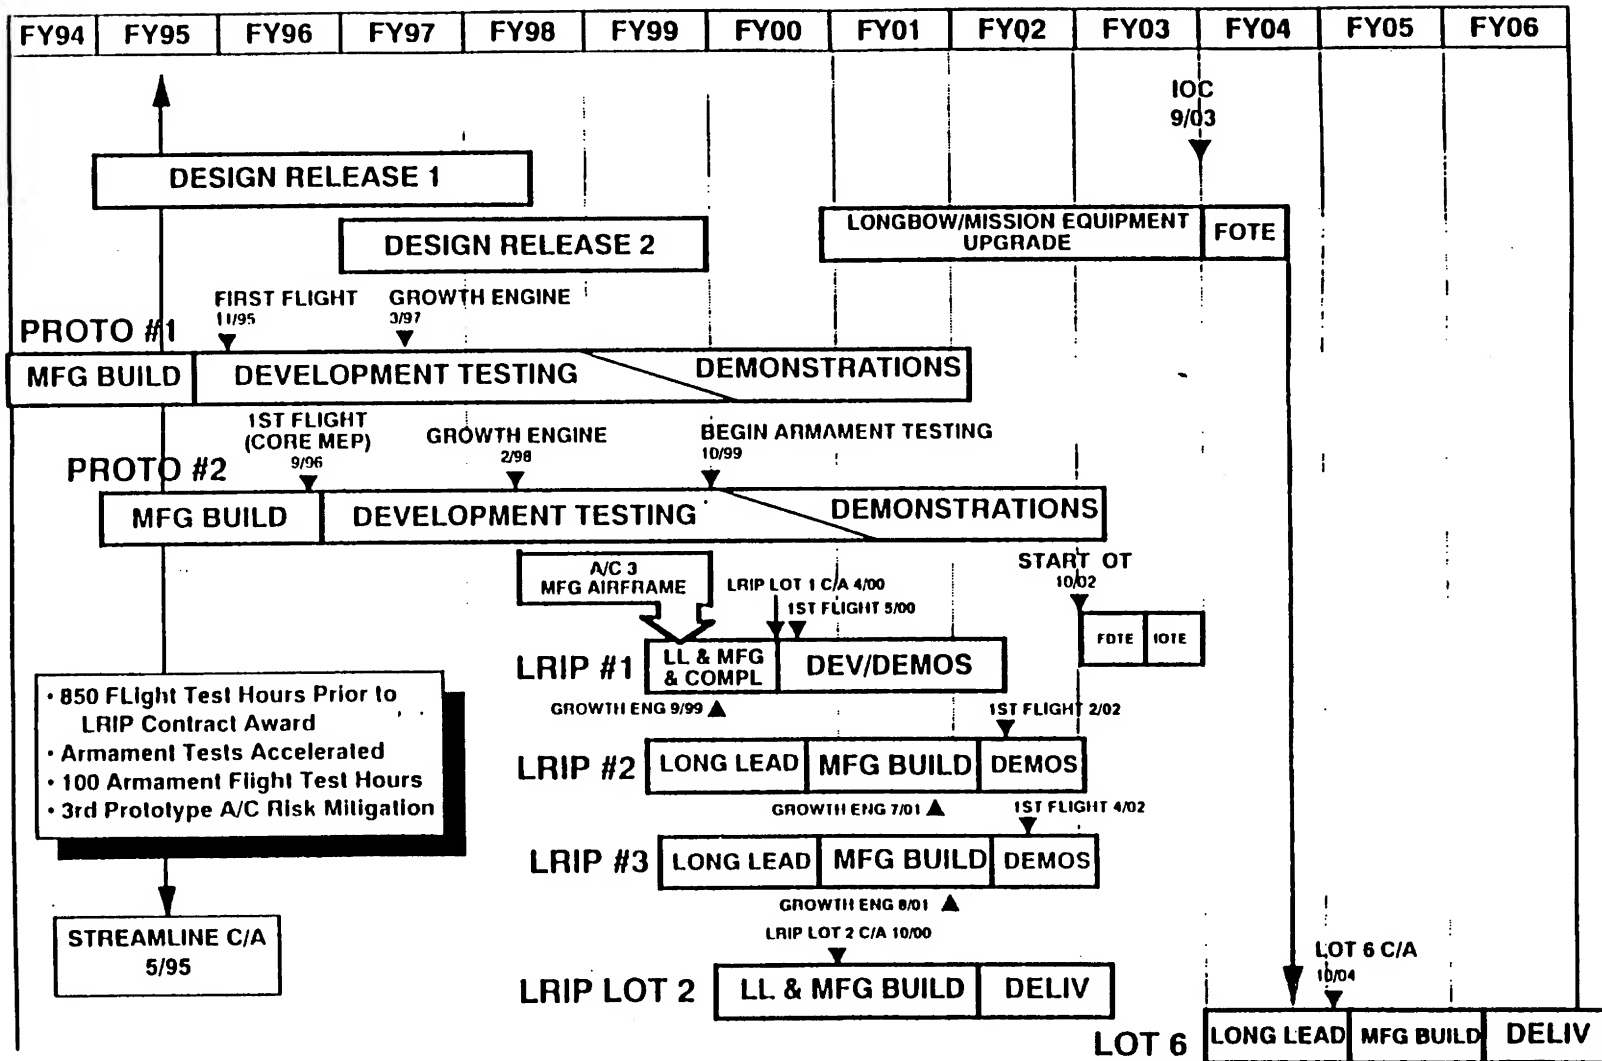 FY94 FY95 FY96 FY97 FY98 FY99 FY00 FY01 FY02 FY03 FY04 FY05 FY06
IOC
9/03
DESIGN RELEASE 1
DESIGN RELEASE 2
LONGBOW/MISSION EQUIPMENT
UPGRADE
FOTE
FIRST FLIGHT
11/95
GROWTH ENGINE
3/97
PROTO #1
MFG BUILD
DEVELOPMENT TESTING
DEMONSTRATIONS
1ST FLIGHT
(CORE MEP)
9/96
GROWTH ENGINE
2/98
BEGIN ARMAMENT TESTING
10/99
PROTO #2
MFG BUILD
DEVELOPMENT TESTING
DEMONSTRATIONS
A/C 3
MFG AIRFRAME
LRIP LOT 1 C/A 4/00
1ST FLIGHT 5/00
START OT
10/02
FDTE
IOTE
LRIP #1
LL & MFG
& COMPL
DEV/DEMOS
GROWTH ENG 9/99
1ST FLIGHT 2/02
LRIP #2
LONG LEAD
MFG BUILD
DEMOS
GROWTH ENG 7/01
1ST FLIGHT 4/02
LRIP #3
LONG LEAD
MFG BUILD
DEMOS
GROWTH ENG 8/01
LRIP LOT 2 C/A 10/00
LRIP LOT 2
LL & MFG BUILD
DELIV
• 850 FLight Test Hours Prior to
LRIP Contract Award
• Armament Tests Accelerated
• 100 Armament Flight Test Hours
• 3rd Prototype A/C Risk Mitigation
STREAMLINE C/A
5/95
LOT 6 C/A
10/04
LOT 6
LONG LEAD
MFG BUILD
DELIV